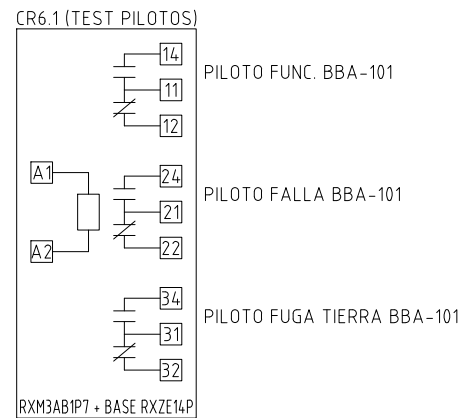 CR6.1 (TEST PILOTOS)
14
PILOTO FUNC. BBA-101
11
12
A1
24
PILOTO FALLA BBA-101
21
A2
22
34
PILOTO FUGA TIERRA BBA-101
31
32
RXM3AB1P7 + BASE RXZE14P